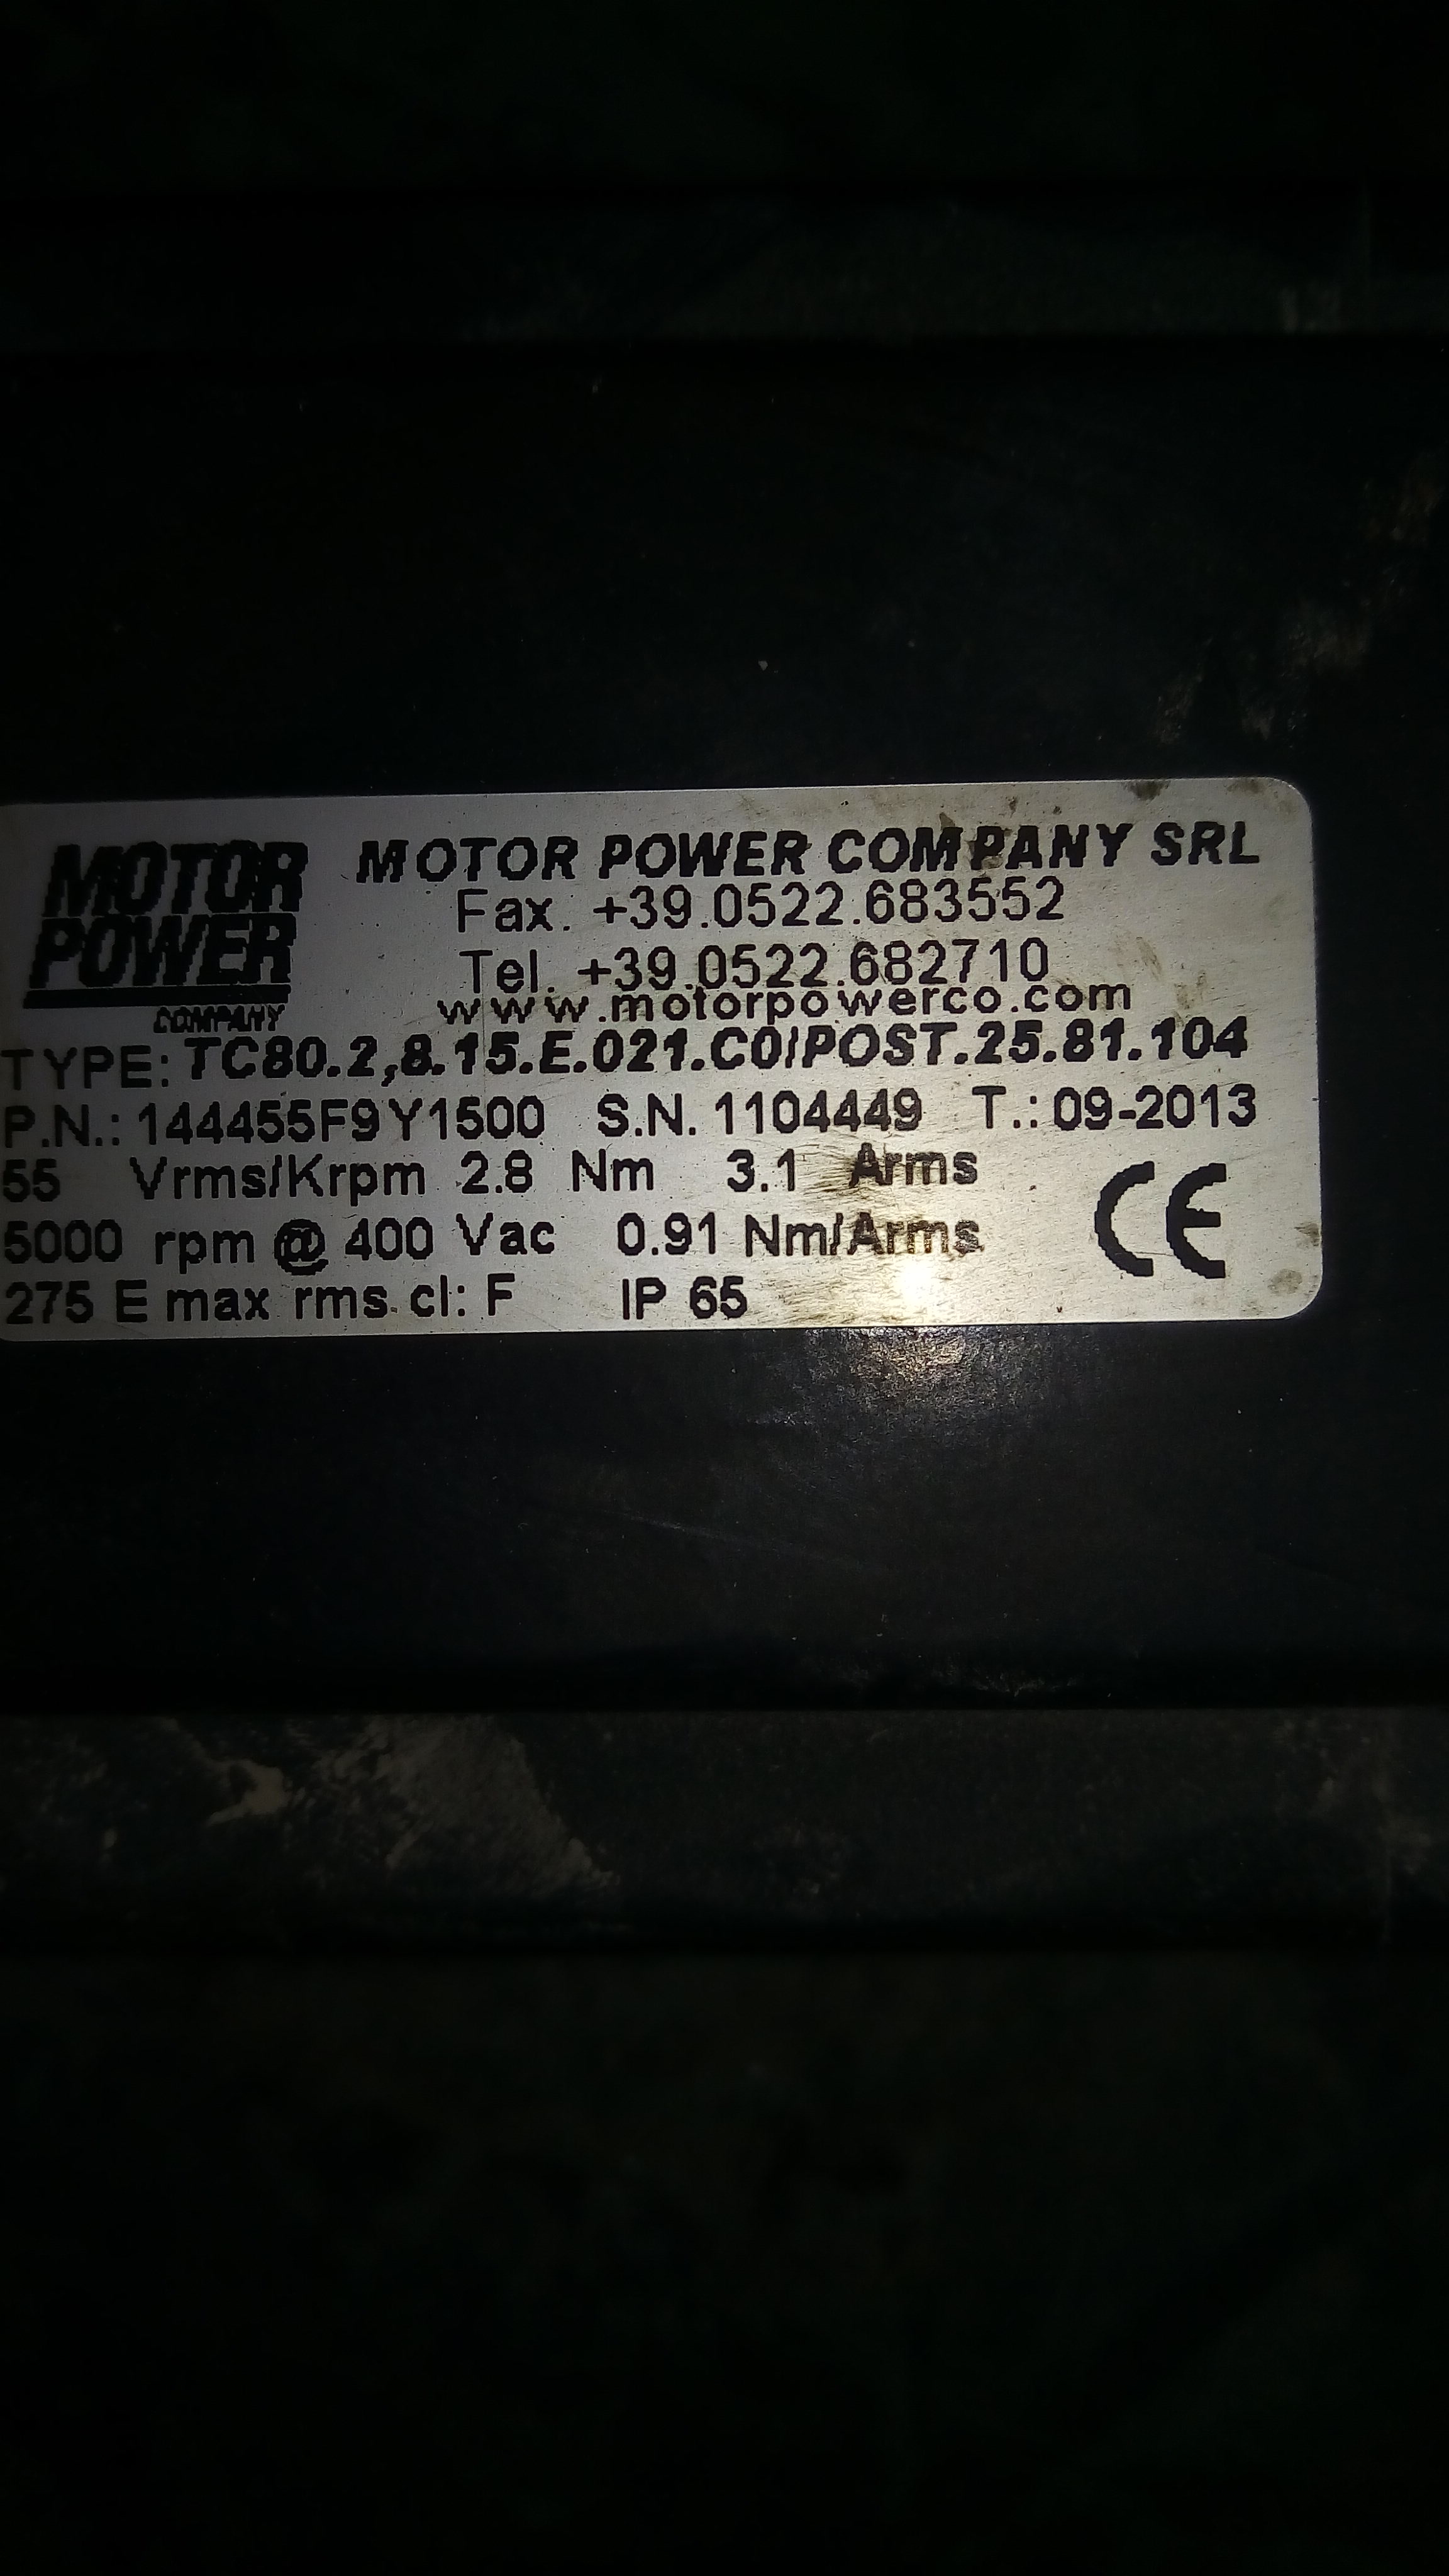 MOTOR
POWER
COMPANY
MOTOR POWER COMPANY SRL
Fax. +39.0522.683552
Tel. +39.0522.682710
www.motorpowerco.com
TYPE: TC80.2,8.15.E.021.C0/POST.25.81.104
P.N.: 144455F9Y1500 S.N. 1104449 T.: 09-2013
55 Vrms/Krpm 2.8 Nm 3.1 Arms
5000 rpm @ 400 Vac 0.91 Nm/Arms
275 E max rms cl: F IP 65
CE